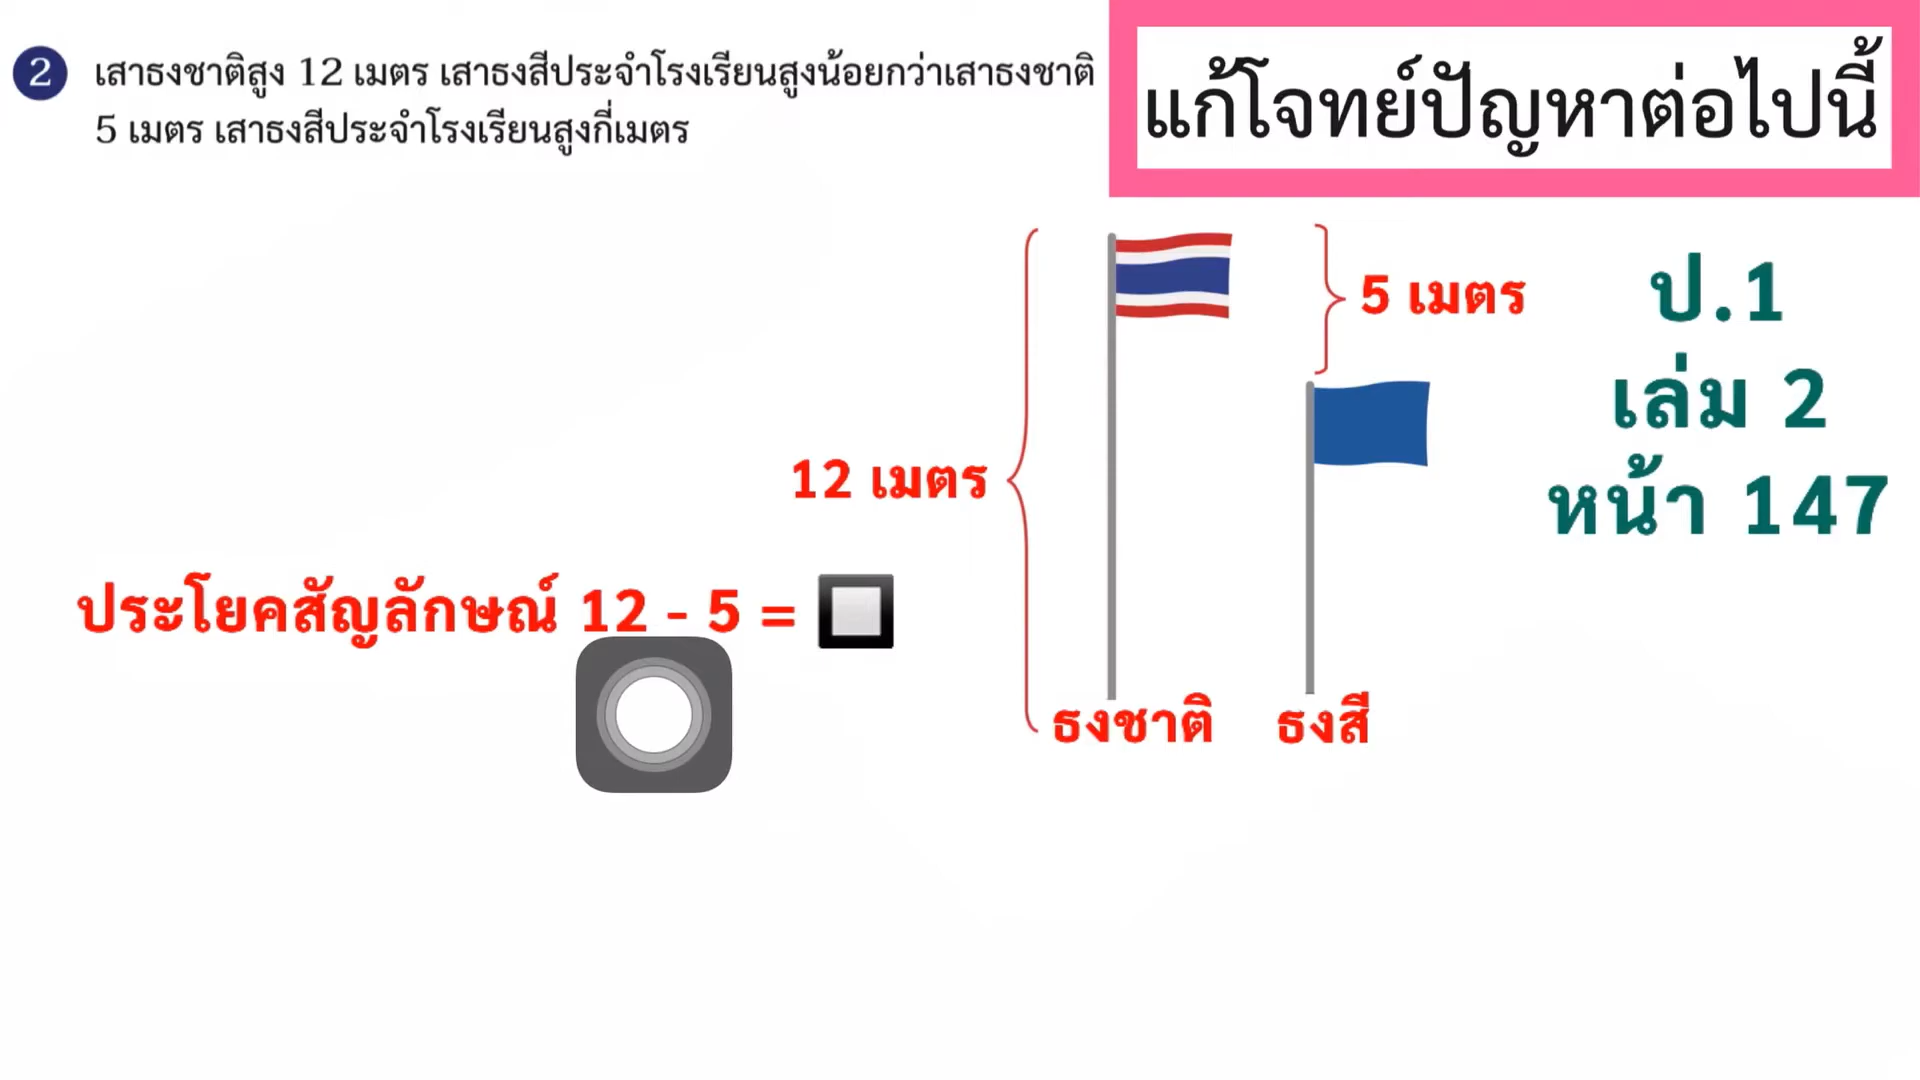 2 เสาธงชาติสูง 12 เมตร เสาธงสีประจำโรงเรียนสูงน้อยกว่าเสาธงชาติ
5 เมตร เสาธงสีประจำโรงเรียนสูงกี่เมตร
แก้โจทย์ปัญหาต่อไปนี้
5 เมตร
ป.1
เล่ม 2
หน้า 147
12 เมตร
ประโยคสัญลักษณ์ 12 - 5 =
ธงชาติ
ธงสี